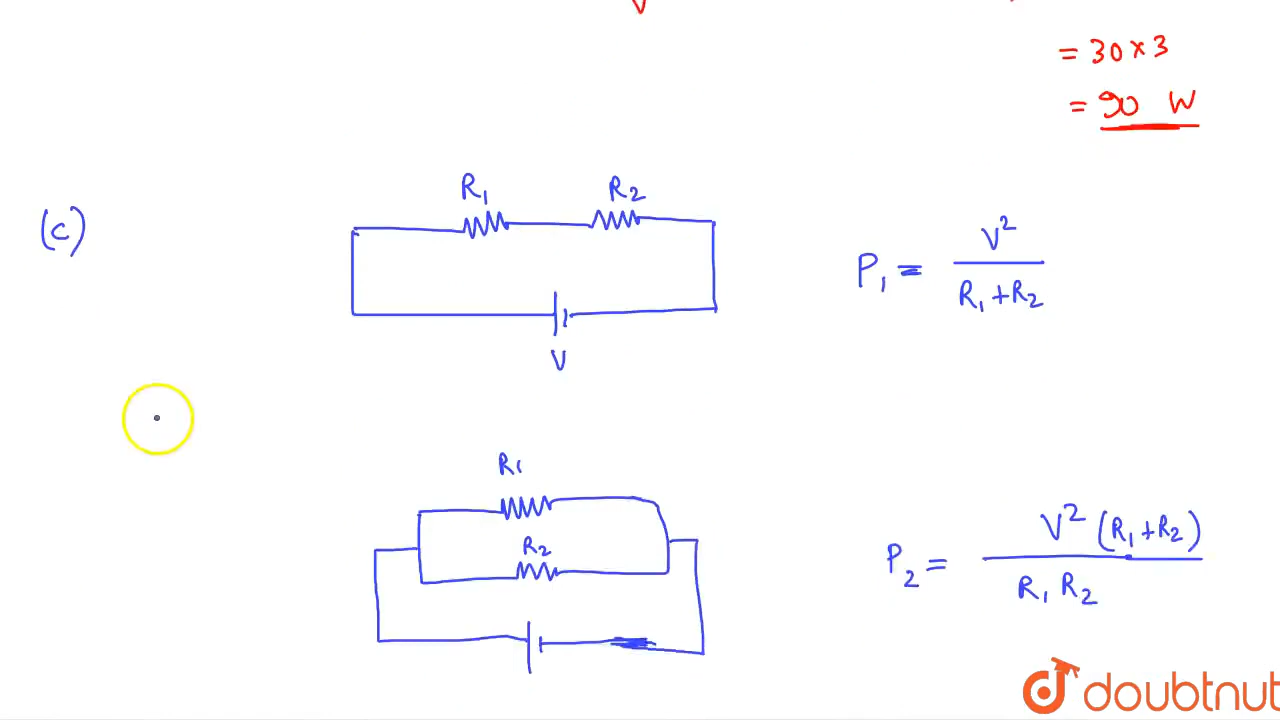 V
= 30 × 3
= 90 W
(c)
R₁
R₂
V
P₁ = V² / (R₁+R₂)
R₁
R₂
P₂ = V² (R₁+R₂) / R₁ R₂
doubtnut